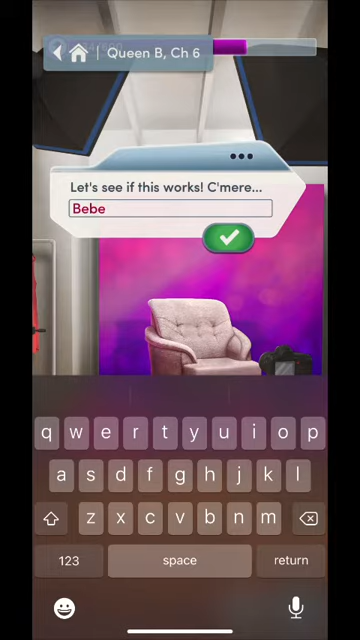 Queen B, Ch 6
Let's see if this works! C'mere...
Bebe
q w e r t y u i o p
a s d f g h j k l
z x c v b n m
123 space return